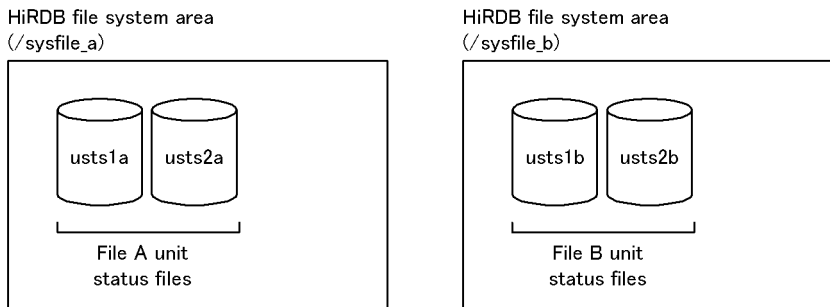 HiRDB file system area
(/sysfile_a)
usts1a
usts2a
File A unit
status files
HiRDB file system area
(/sysfile_b)
usts1b
usts2b
File B unit
status files